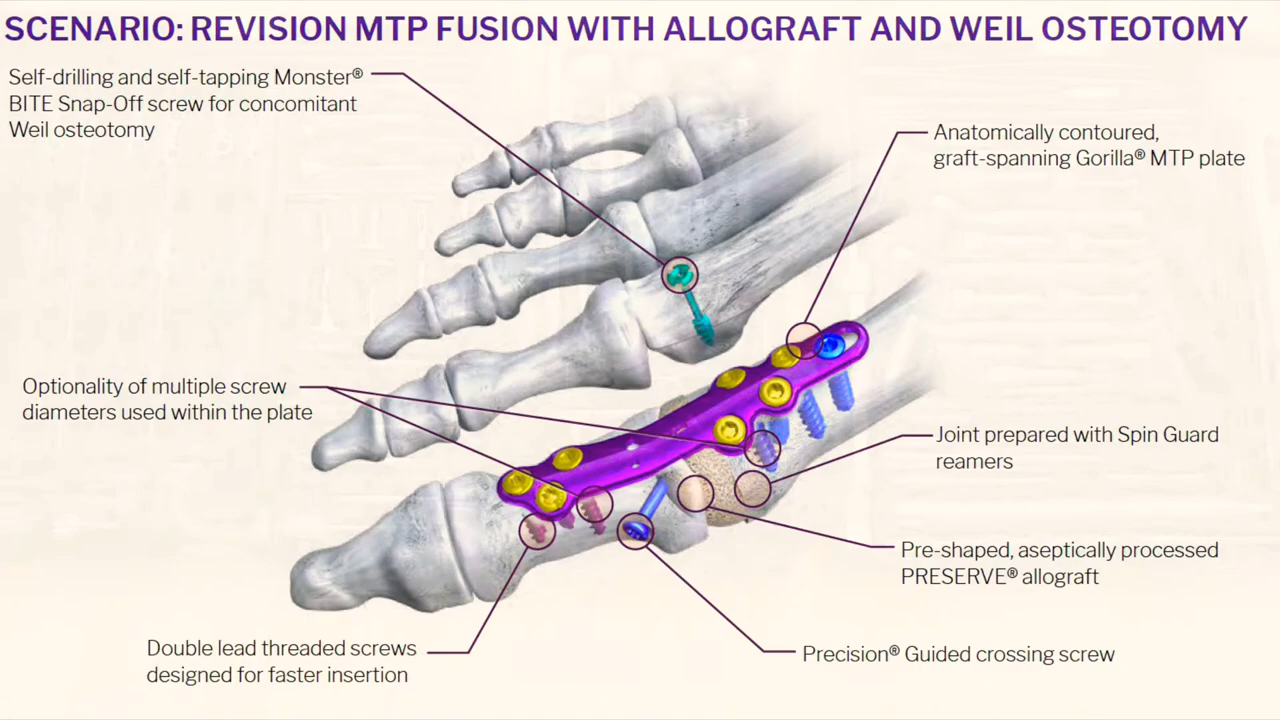 SCENARIO: REVISION MTP FUSION WITH ALLOGRAFT AND WEIL OSTEOTOMY
Self-drilling and self-tapping Monster®
BITE Snap-Off screw for concomitant
Weil osteotomy
Anatomically contoured,
graft-spanning Gorilla® MTP plate
Optionality of multiple screw
diameters used within the plate
Joint prepared with Spin Guard
reamers
Pre-shaped, aseptically processed
PRESERVE® allograft
Double lead threaded screws
designed for faster insertion
Precision® Guided crossing screw